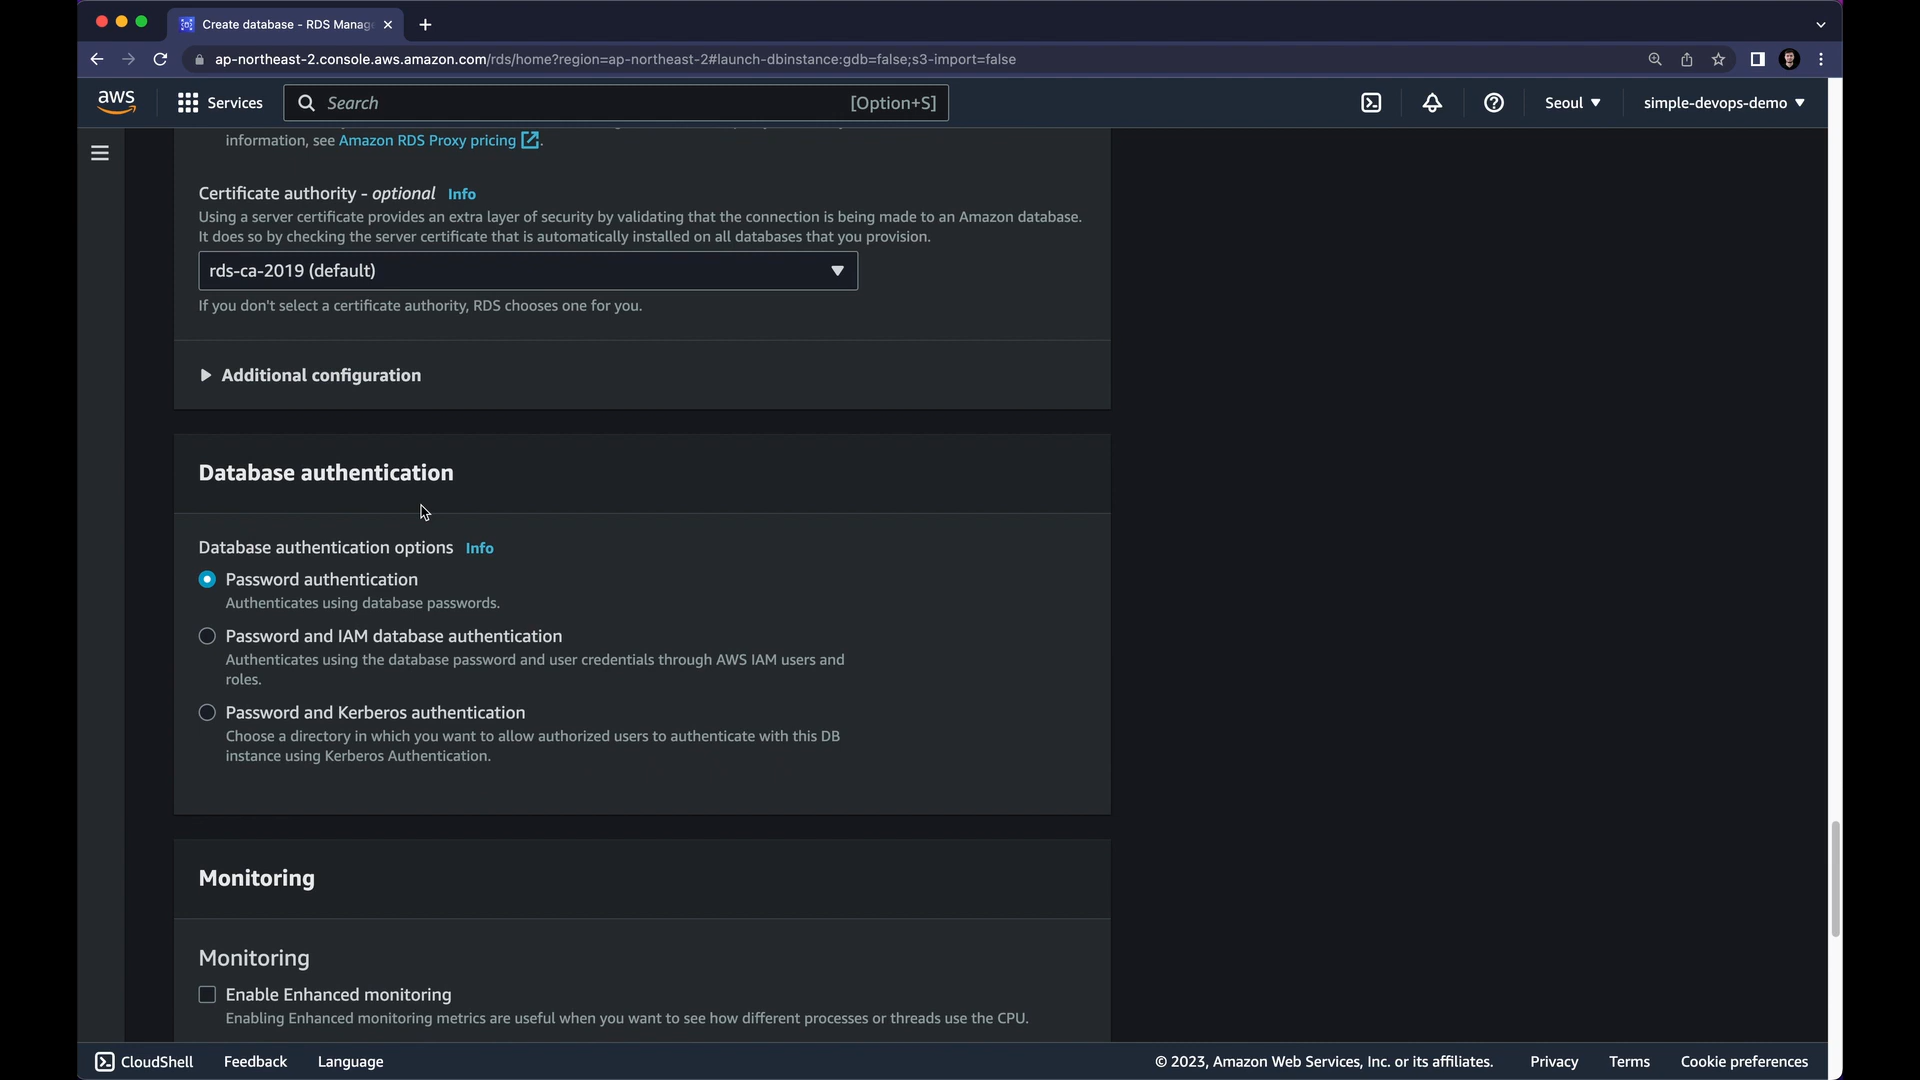 Create database - RDS Manag
ap-northeast-2.console.aws.amazon.com/rds/home?region=ap-northeast-2#launch-dbinstance:gdb=false;s3-import=false
aws
Services
Search
[Option+S]
Seoul
simple-devops-demo
information, see Amazon RDS Proxy pricing .
Certificate authority - optional Info
Using a server certificate provides an extra layer of security by validating that the connection is being made to an Amazon database.
It does so by checking the server certificate that is automatically installed on all databases that you provision.
rds-ca-2019 (default)
If you don't select a certificate authority, RDS chooses one for you.
Additional configuration
Database authentication
Database authentication options Info
Password authentication
Authenticates using database passwords.
Password and IAM database authentication
Authenticates using the database password and user credentials through AWS IAM users and
roles.
Password and Kerberos authentication
Choose a directory in which you want to allow authorized users to authenticate with this DB
instance using Kerberos Authentication.
Monitoring
Monitoring
Enable Enhanced monitoring
Enabling Enhanced monitoring metrics are useful when you want to see how different processes or threads use the CPU.
CloudShell
Feedback
Language
© 2023, Amazon Web Services, Inc. or its affiliates.
Privacy
Terms
Cookie preferences